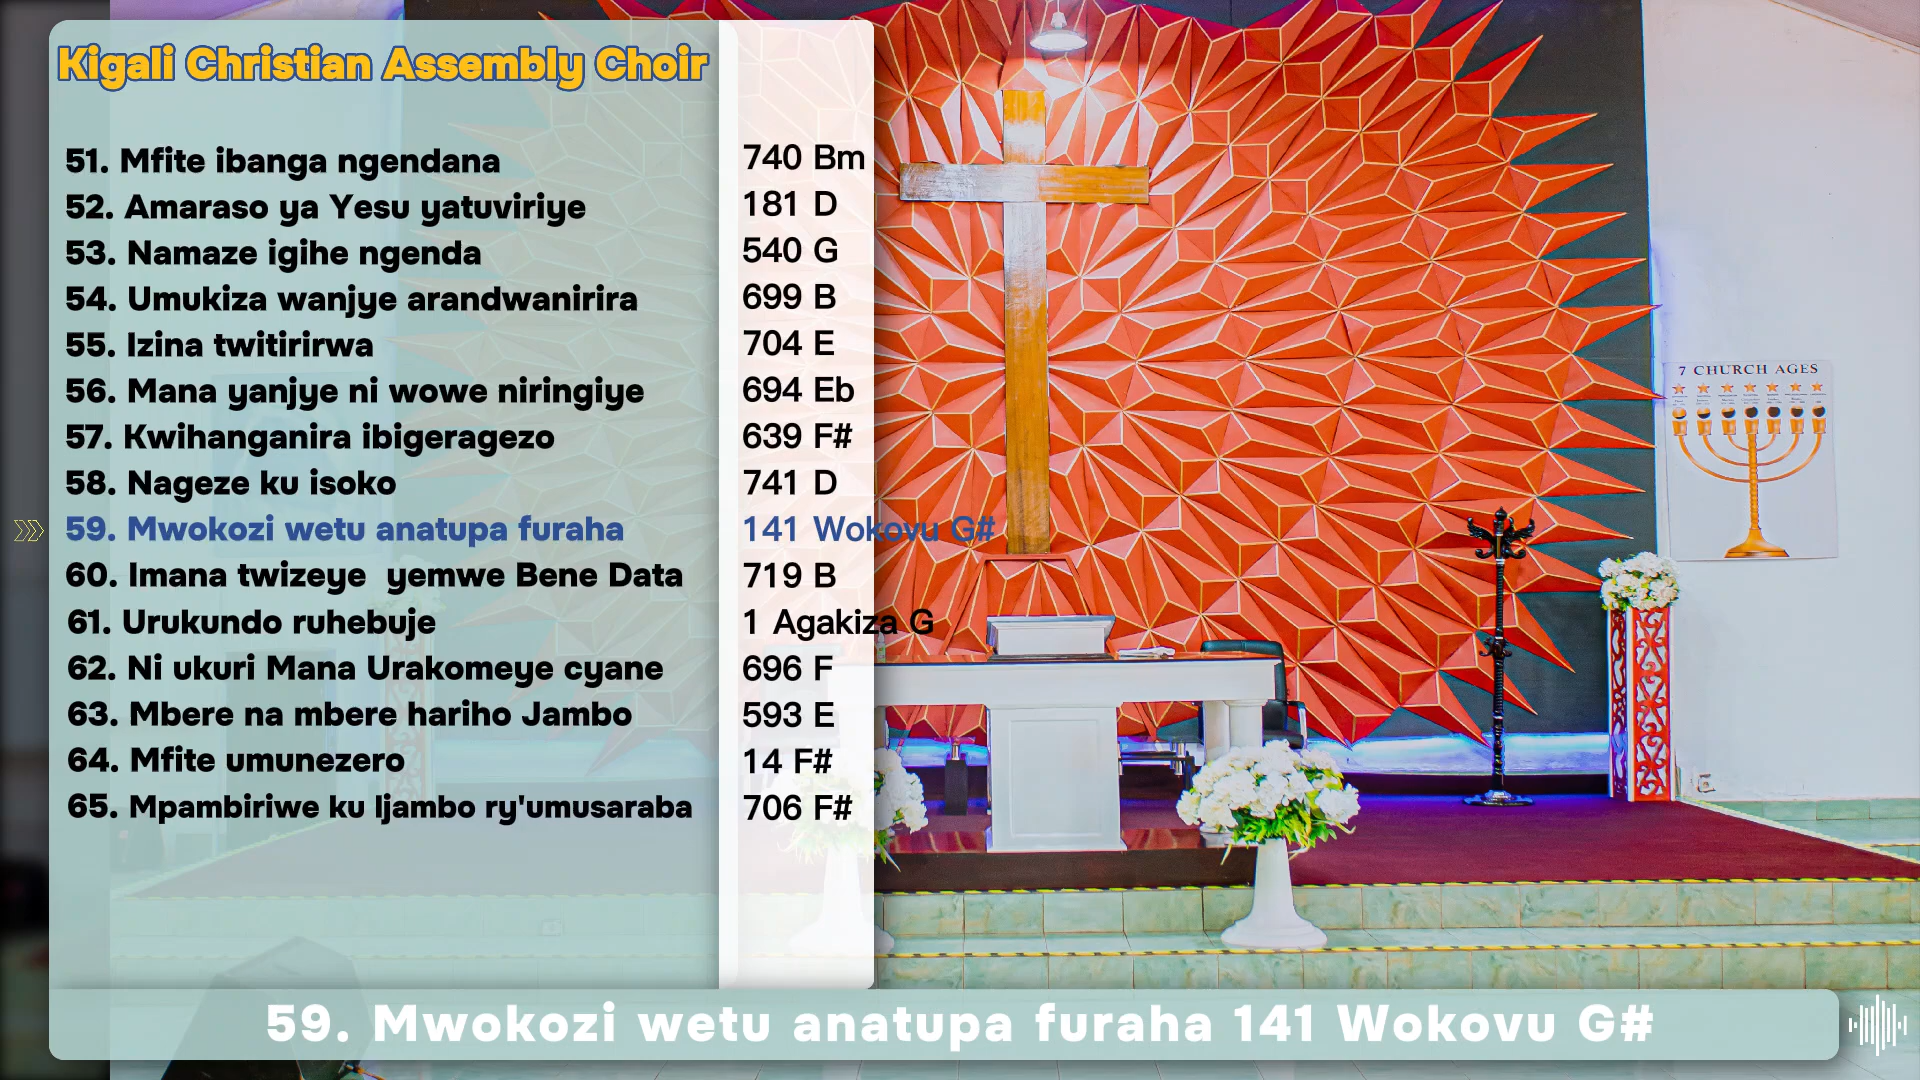 Kigali Christian Assembly Choir
51. Mfite ibanga ngendana 740 Bm
52. Amaraso ya Yesu yatuviriye 181 D
53. Namaze igihe ngenda 540 G
54. Umukiza wanjye arandwanirira 699 B
55. Izina twitirirwa 704 E
56. Mana yanjye ni wowe niringiye 694 Eb
57. Kwihanganira ibigeragezo 639 F#
58. Nageze ku isoko 741 D
59. Mwokozi wetu anatupa furaha 141 Wokovu G#
60. Imana twizeye  yemwe Bene Data 719 B
61. Urukundo ruhebuje 1 Agakiza G
62. Ni ukuri Mana Urakomeye cyane 696 F
63. Mbere na mbere hariho Jambo 593 E
64. Mfite umunezero 14 F#
65. Mpambiriwe ku Ijambo ry'umusaraba 706 F#
7 CHURCH AGES
59. Mwokozi wetu anatupa furaha 141 Wokovu G#